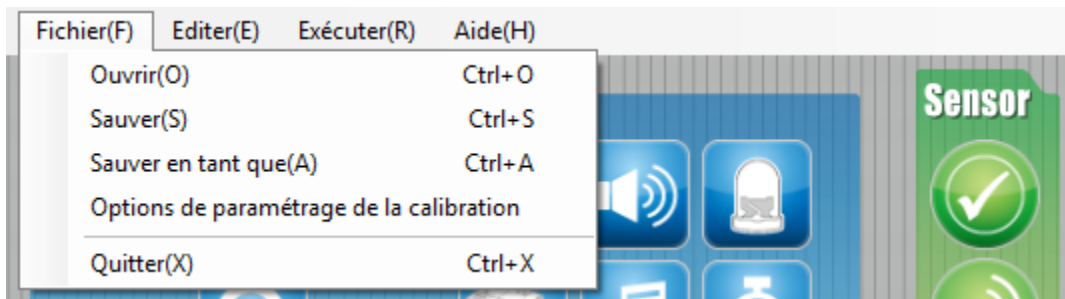 Fichier(F) Editer(E) Exécuter(R) Aide(H)
Ouvrir(O) Ctrl+O
Sauver(S) Ctrl+S
Sauver en tant que(A) Ctrl+A
Options de paramétrage de la calibration
Quitter(X) Ctrl+X
Sensor